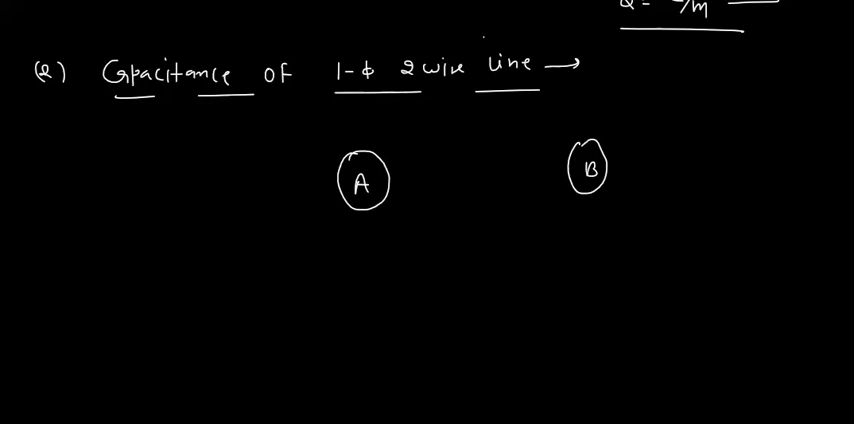 (2) Capacitance of 1-ϕ 2 wire line →
A B